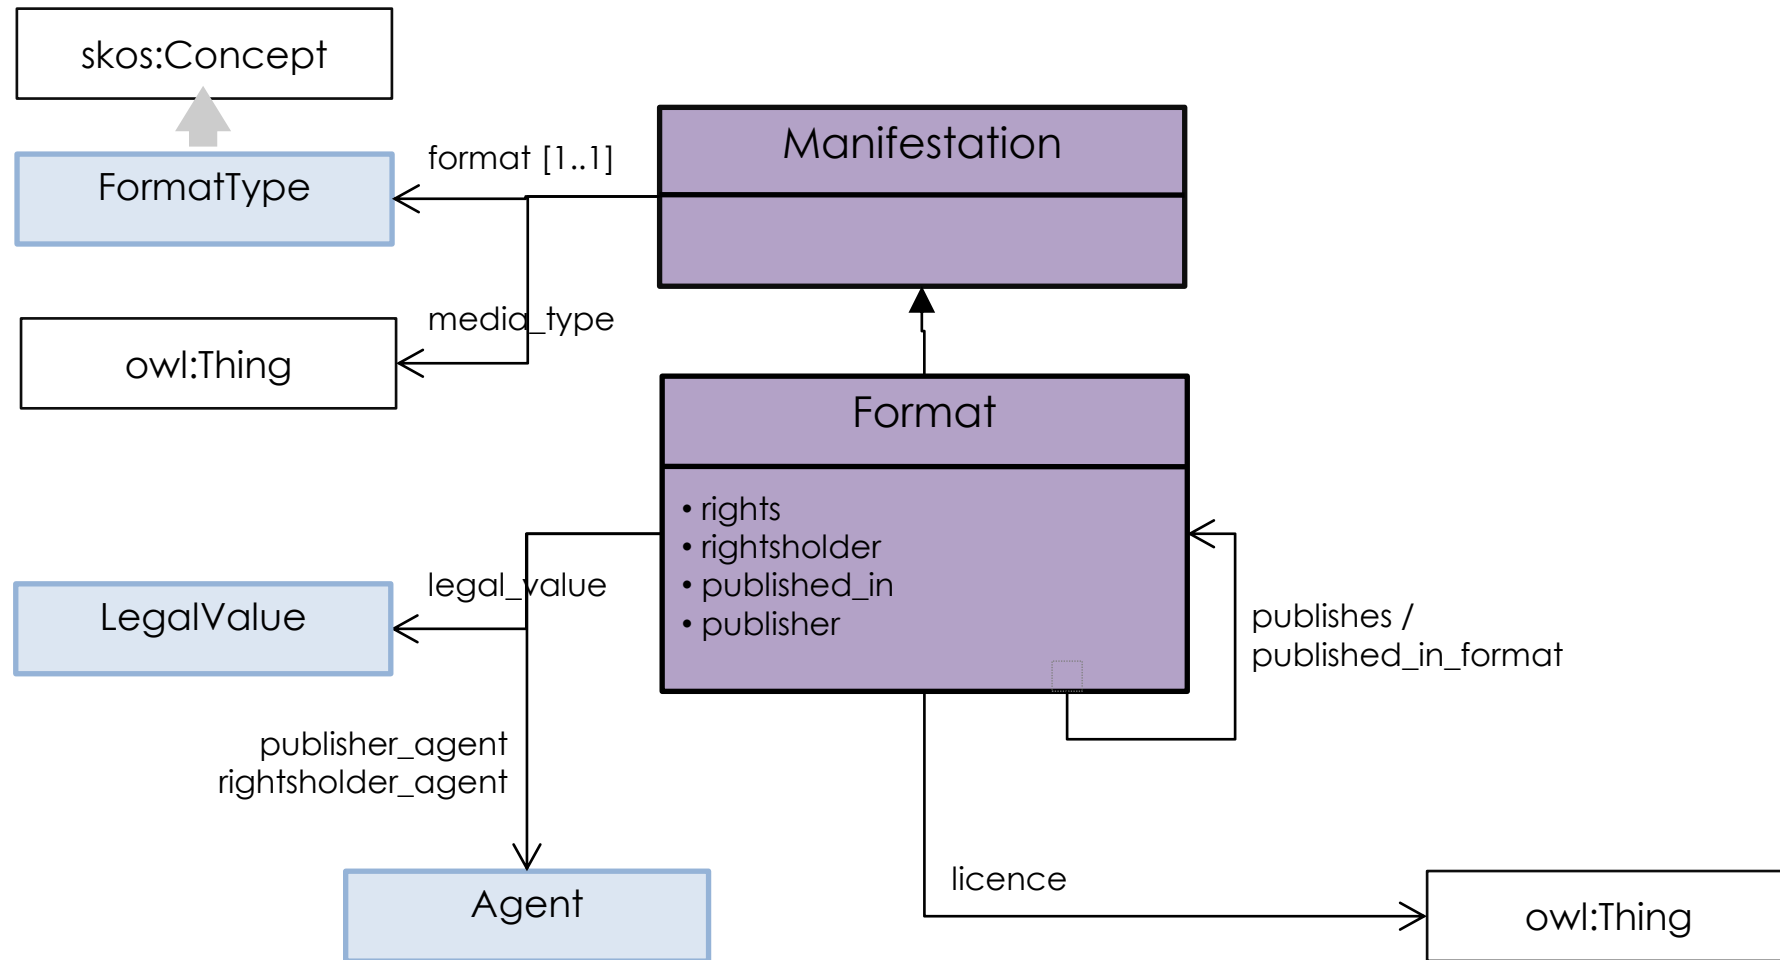 skos:Concept
format [1..1]
Manifestation
FormatType
media_type
owl:Thing
Format
• rights
• rightsholder
• published_in
• publisher
legal_value
LegalValue
publishes /
published_in_format
publisher_agent
rightsholder_agent
licence
Agent
owl:Thing